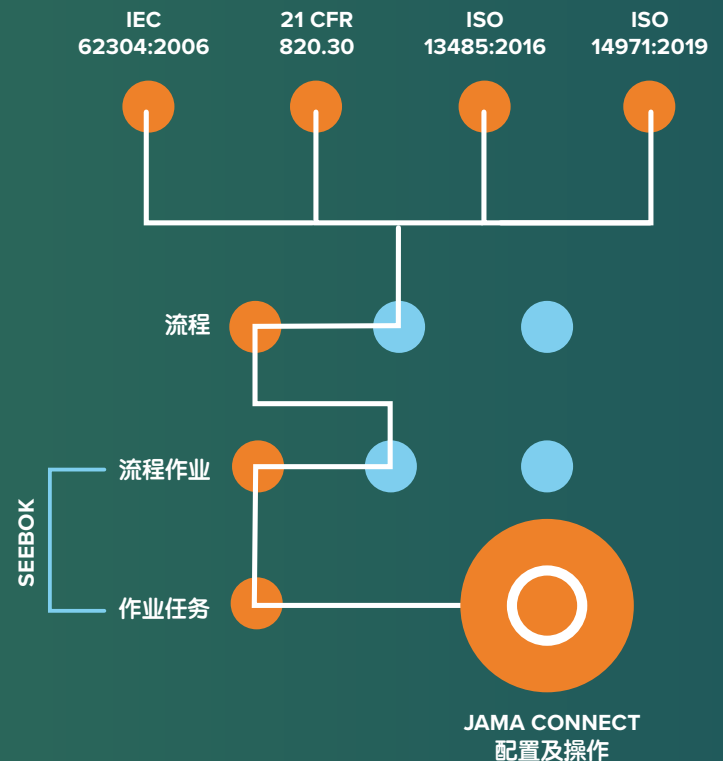 IEC
62304:2006
21 CFR
820.30
ISO
13485:2016
ISO
14971:2019
流程
流程作业
SEEBOK
作业任务
JAMA CONNECT
配置及操作